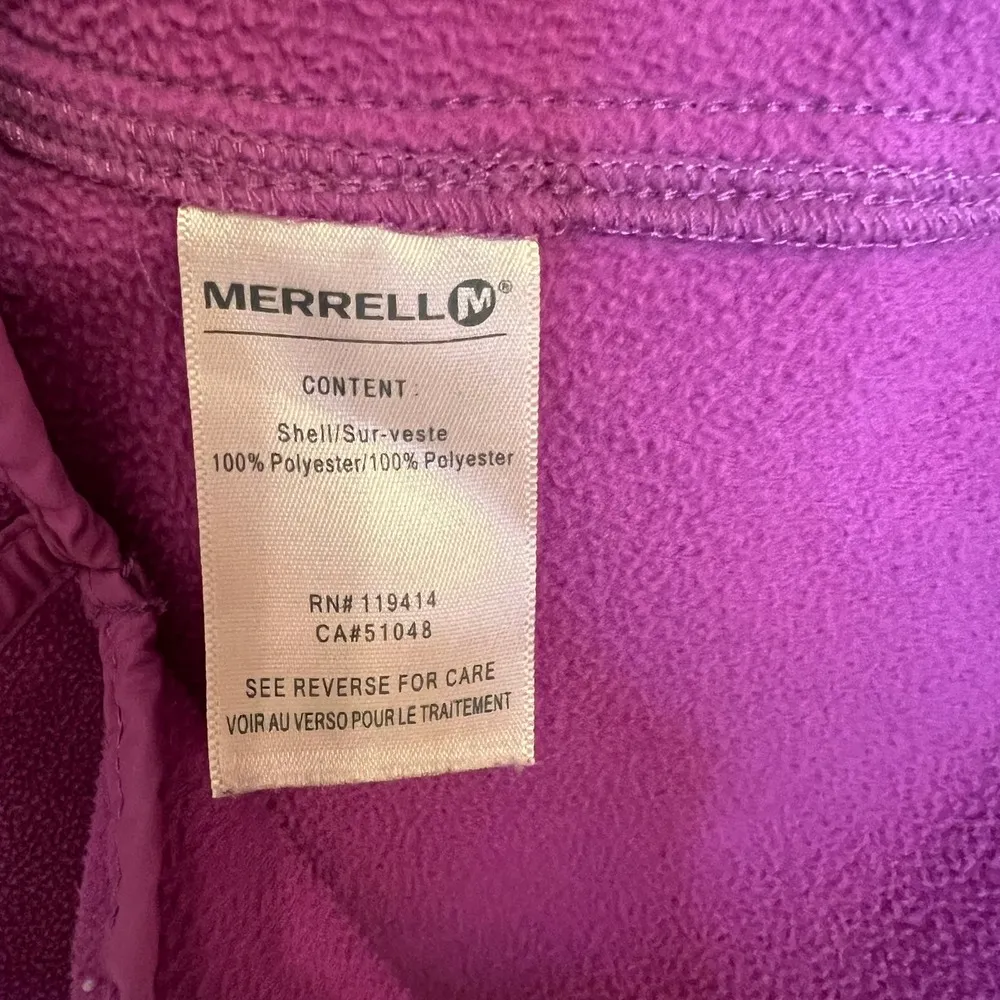 MERRELL M®
CONTENT:
Shell/Sur-veste
100% Polyester/100% Polyester
RN# 119414
CA#51048
SEE REVERSE FOR CARE
VOIR AU VERSO POUR LE TRAITEMENT